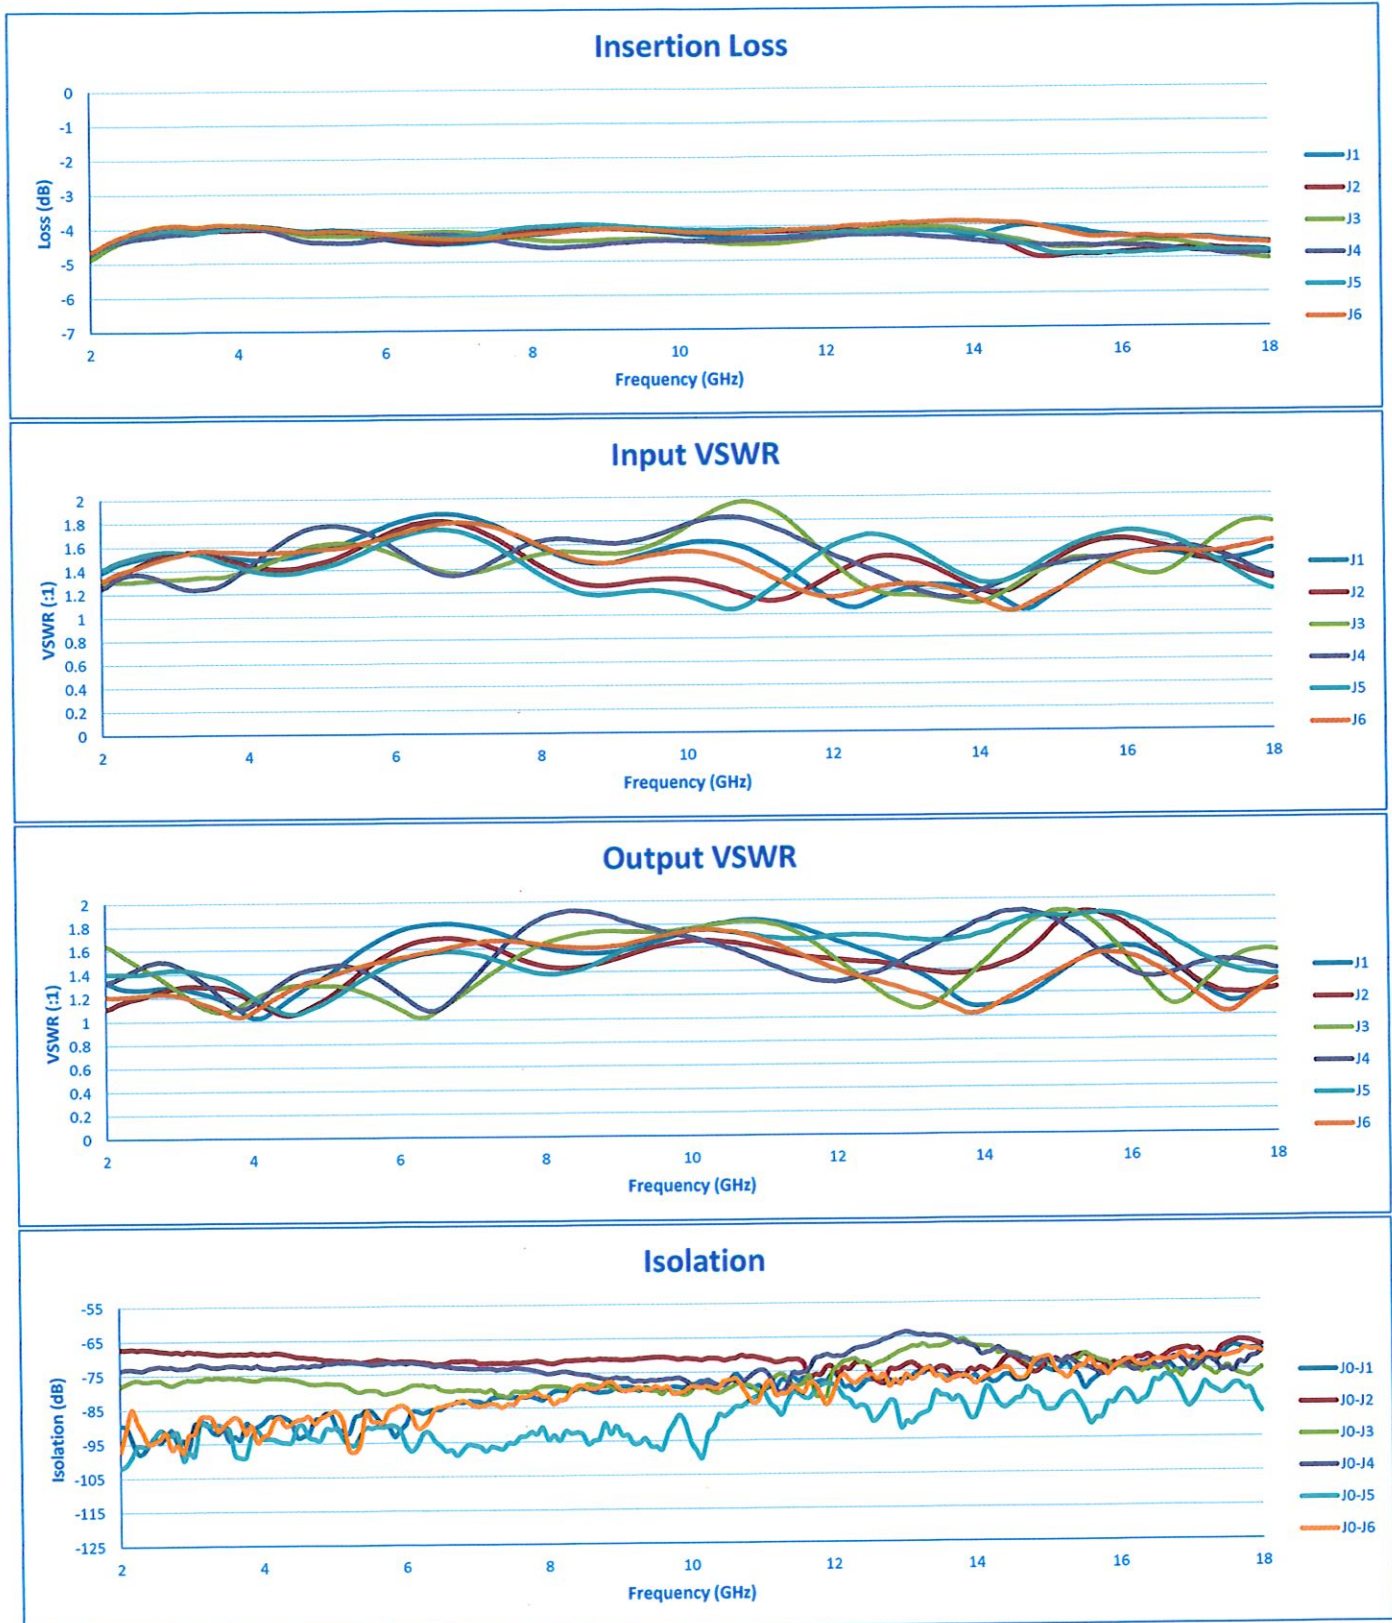 Insertion Loss
0
-1
-2
-3
-4
-5
-6
-7
Loss (dB)
2 4 6 8 10 12 14 16 18
Frequency (GHz)
J1
J2
J3
J4
J5
J6
Input VSWR
2
1.8
1.6
1.4
1.2
1
0.8
0.6
0.4
0.2
0
VSWR (:1)
2 4 6 8 10 12 14 16 18
Frequency (GHz)
J1
J2
J3
J4
J5
J6
Output VSWR
2
1.8
1.6
1.4
1.2
1
0.8
0.6
0.4
0.2
0
VSWR (:1)
2 4 6 8 10 12 14 16 18
Frequency (GHz)
J1
J2
J3
J4
J5
J6
Isolation
-55
-65
-75
-85
-95
-105
-115
-125
Isolation (dB)
2 4 6 8 10 12 14 16 18
Frequency (GHz)
J0-J1
J0-J2
J0-J3
J0-J4
J0-J5
J0-J6